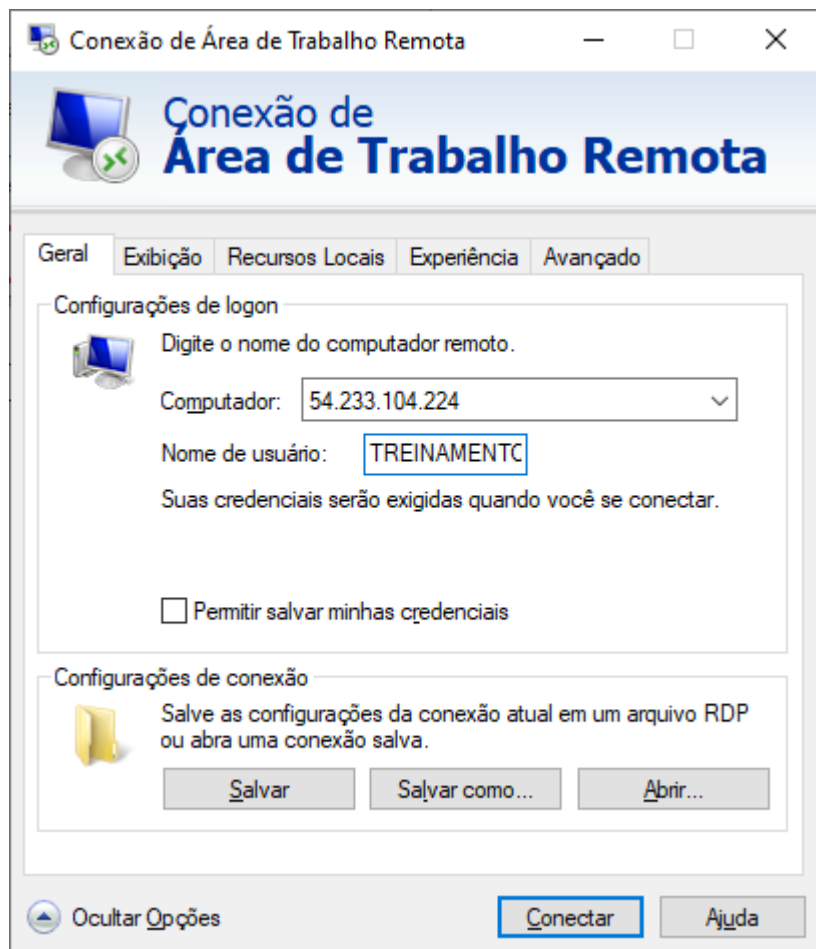 Conexão de Área de Trabalho Remota
Conexão de
Área de Trabalho Remota
Geral Exibição Recursos Locais Experiência Avançado
Configurações de logon
Digite o nome do computador remoto.
Computador: 54.233.104.224
Nome de usuário: TREINAMENTO
Suas credenciais serão exigidas quando você se conectar.
Permitir salvar minhas credenciais
Configurações de conexão
Salve as configurações da conexão atual em um arquivo RDP
ou abra uma conexão salva.
Salvar Salvar como... Abrir...
Ocultar Opções Conectar Ajuda